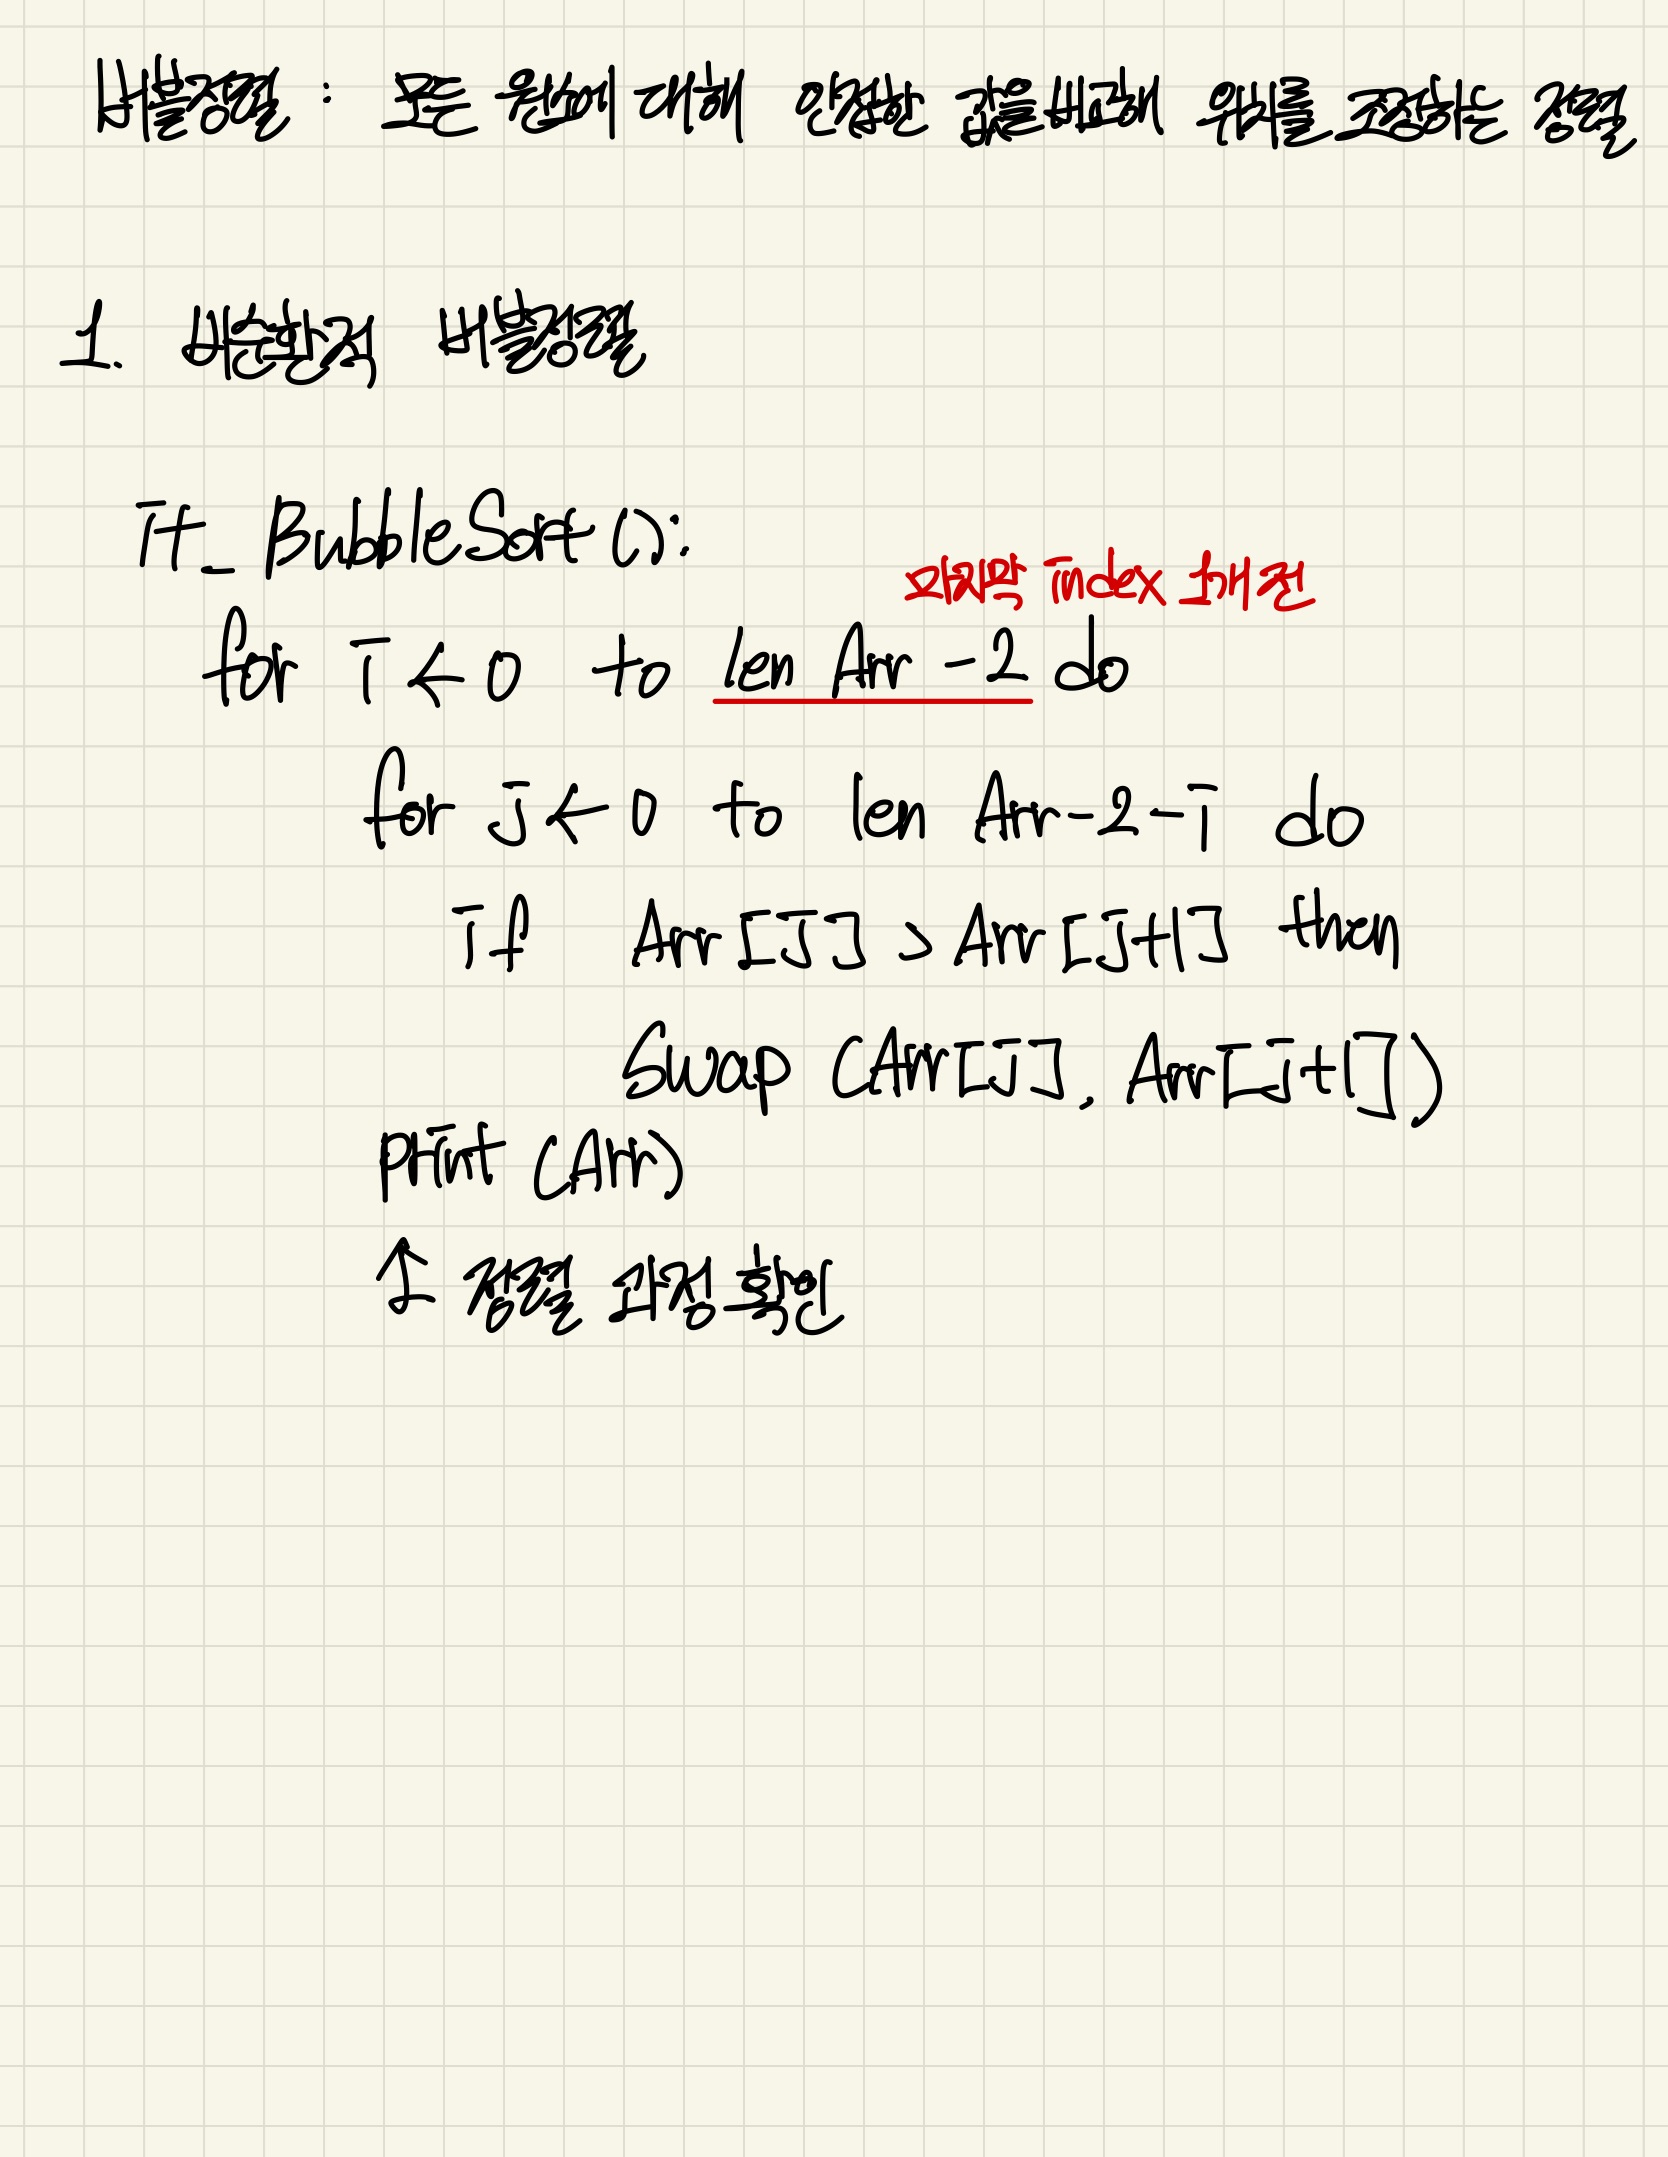 버블정렬 : 모든 원소에 대해 인접한 값을 비교해 위치를 조정하는 정렬
1. 비순환적 버블정렬
It_BubbleSort():
마지막 index 1개 전
for i ← 0 to len Arr -2 do
for j ← 0 to len Arr-2-i do
if Arr[j] > Arr[j+1] then
Swap (Arr[j], Arr[j+1])
print (Arr)
↑ 정렬 과정 확인